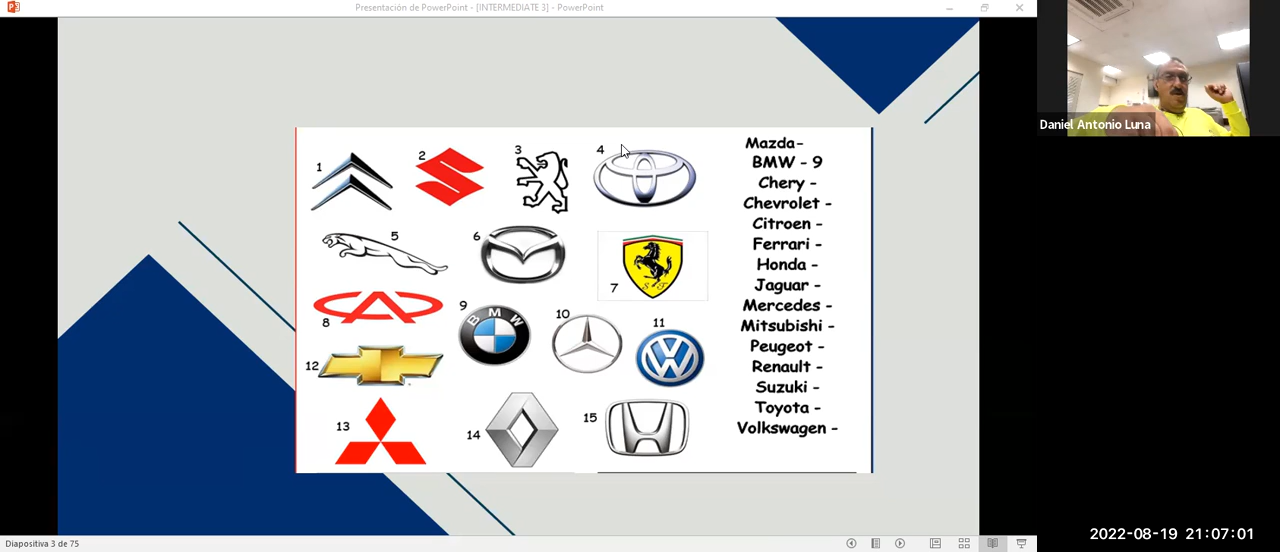 Presentación de PowerPoint - [INTERMEDIATE 3] - PowerPoint
Daniel Antonio Luna
1
2
3
4
5
6
7
S F
8
9
BMW
10
11
12
13
14
15
Mazda-
BMW - 9
Chery -
Chevrolet -
Citroen -
Ferrari -
Honda -
Jaguar -
Mercedes -
Mitsubishi -
Peugeot -
Renault -
Suzuki -
Toyota -
Volkswagen -
Diapositiva 3 de 75
2022-08-19 21:07:01